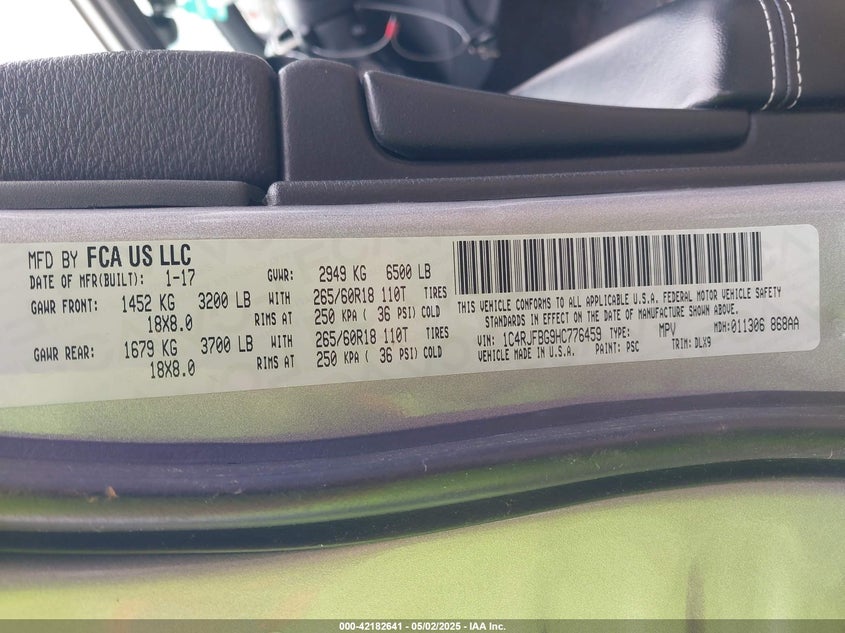 MFD BY FCA US LLC
DATE OF MFR(BUILT): 1-17 GVWR: 2949 KG 6500 LB
GAWR FRONT: 1452 KG 3200 LB WITH 265/60R18 110T TIRES
18X8.0 RIMS AT 250 KPA ( 36 PSI) COLD
GAWR REAR: 1679 KG 3700 LB WITH 265/60R18 110T TIRES
18X8.0 RIMS AT 250 KPA ( 36 PSI) COLD
THIS VEHICLE CONFORMS TO ALL APPLICABLE U.S.A. FEDERAL MOTOR VEHICLE SAFETY
STANDARDS IN EFFECT ON THE DATE OF MANUFACTURE SHOWN ABOVE.
VIN: 1C4RJFBG9HC776459 TYPE: MPV MDH:011306 868AA
VEHICLE MADE IN U.S.A. PAINT: PSC TRIM: DLX9
000-42182641 - 05/02/2025 - IAA Inc.